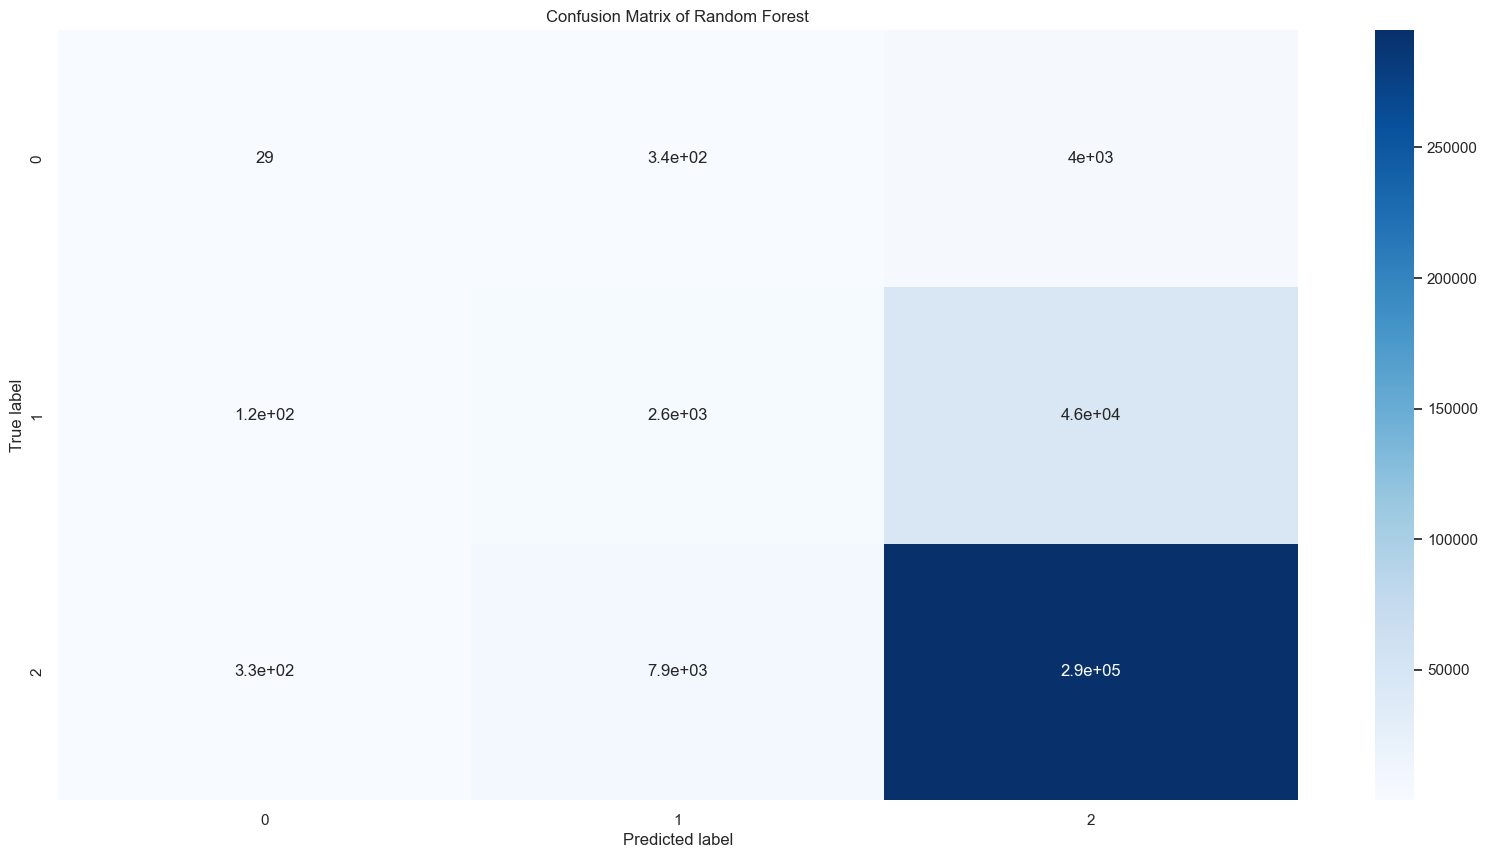 Confusion Matrix of Random Forest
0
29
3.4e+02
4e+03
1
1.2e+02
2.6e+03
4.6e+04
2
3.3e+02
7.9e+03
2.9e+05
True label
0
1
2
Predicted label
250000
200000
150000
100000
50000